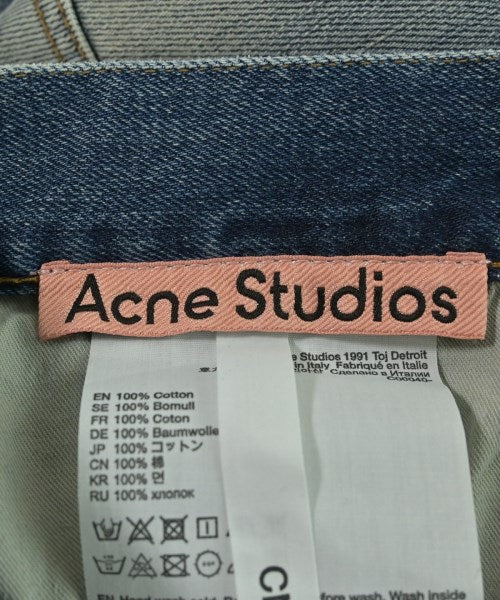 Acne Studios
Studios 1991 Toj Detroit
in Italy, Fabriqué en Italie
Сделано в Италии
C00040-
EN 100% Cotton
SE 100% Bomull
FR 100% Coton
DE 100% Baumwolle
JP 100% コットン
CN 100% 棉
KR 100% 면
RU 100% хлопок
wash. Wash inside